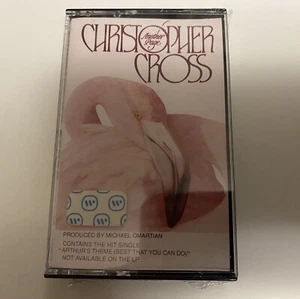 CHRISTOPHER
Another
Page
CROSS
PRODUCED BY MICHAEL OMARTIAN
CONTAINS THE HIT SINGLE
"ARTHUR'S THEME (BEST THAT YOU CAN DO)"
NOT AVAILABLE ON THE LP